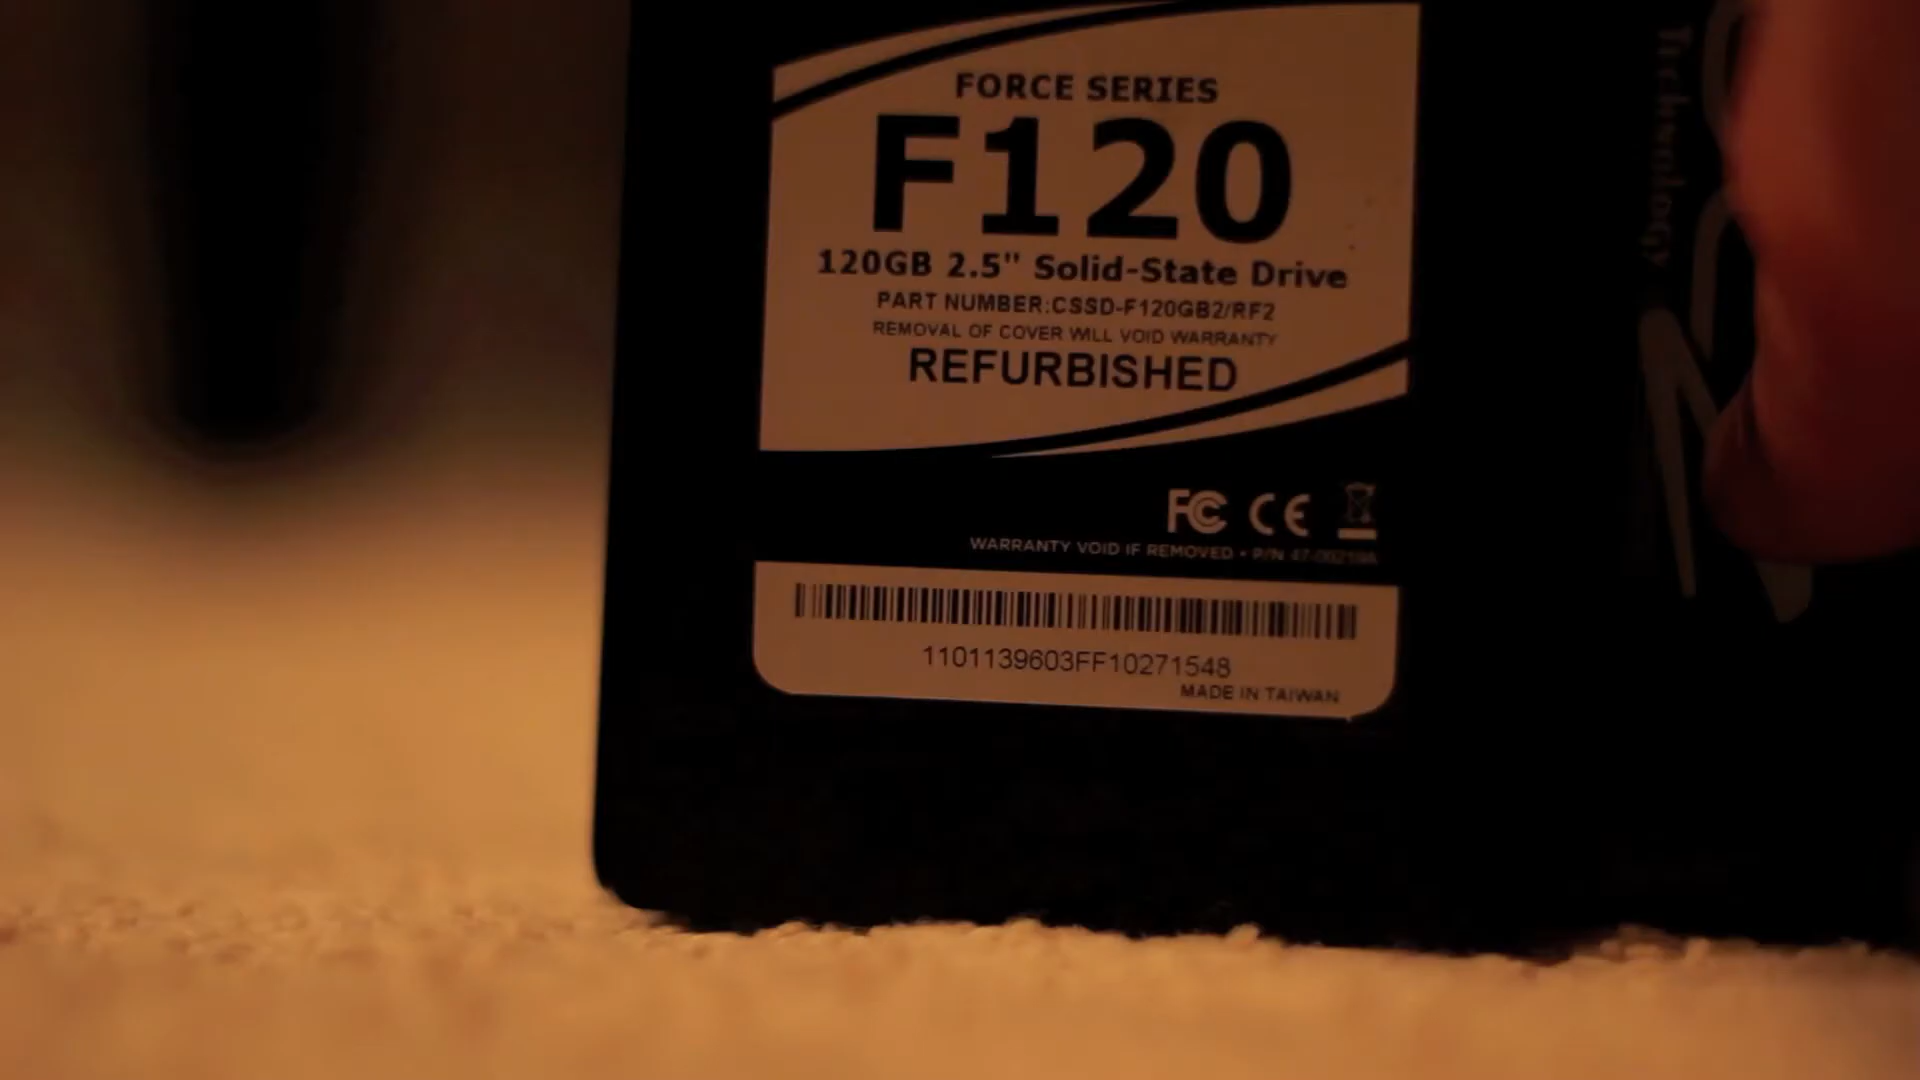 FORCE SERIES
F120
120GB 2.5" Solid-State Drive
PART NUMBER:CSSD-F120GB2/RF2
REMOVAL OF COVER WILL VOID WARRANTY
REFURBISHED
FC CE
WARRANTY VOID IF REMOVED • P/N
1101139603FF10271548
MADE IN TAIWAN
Technology